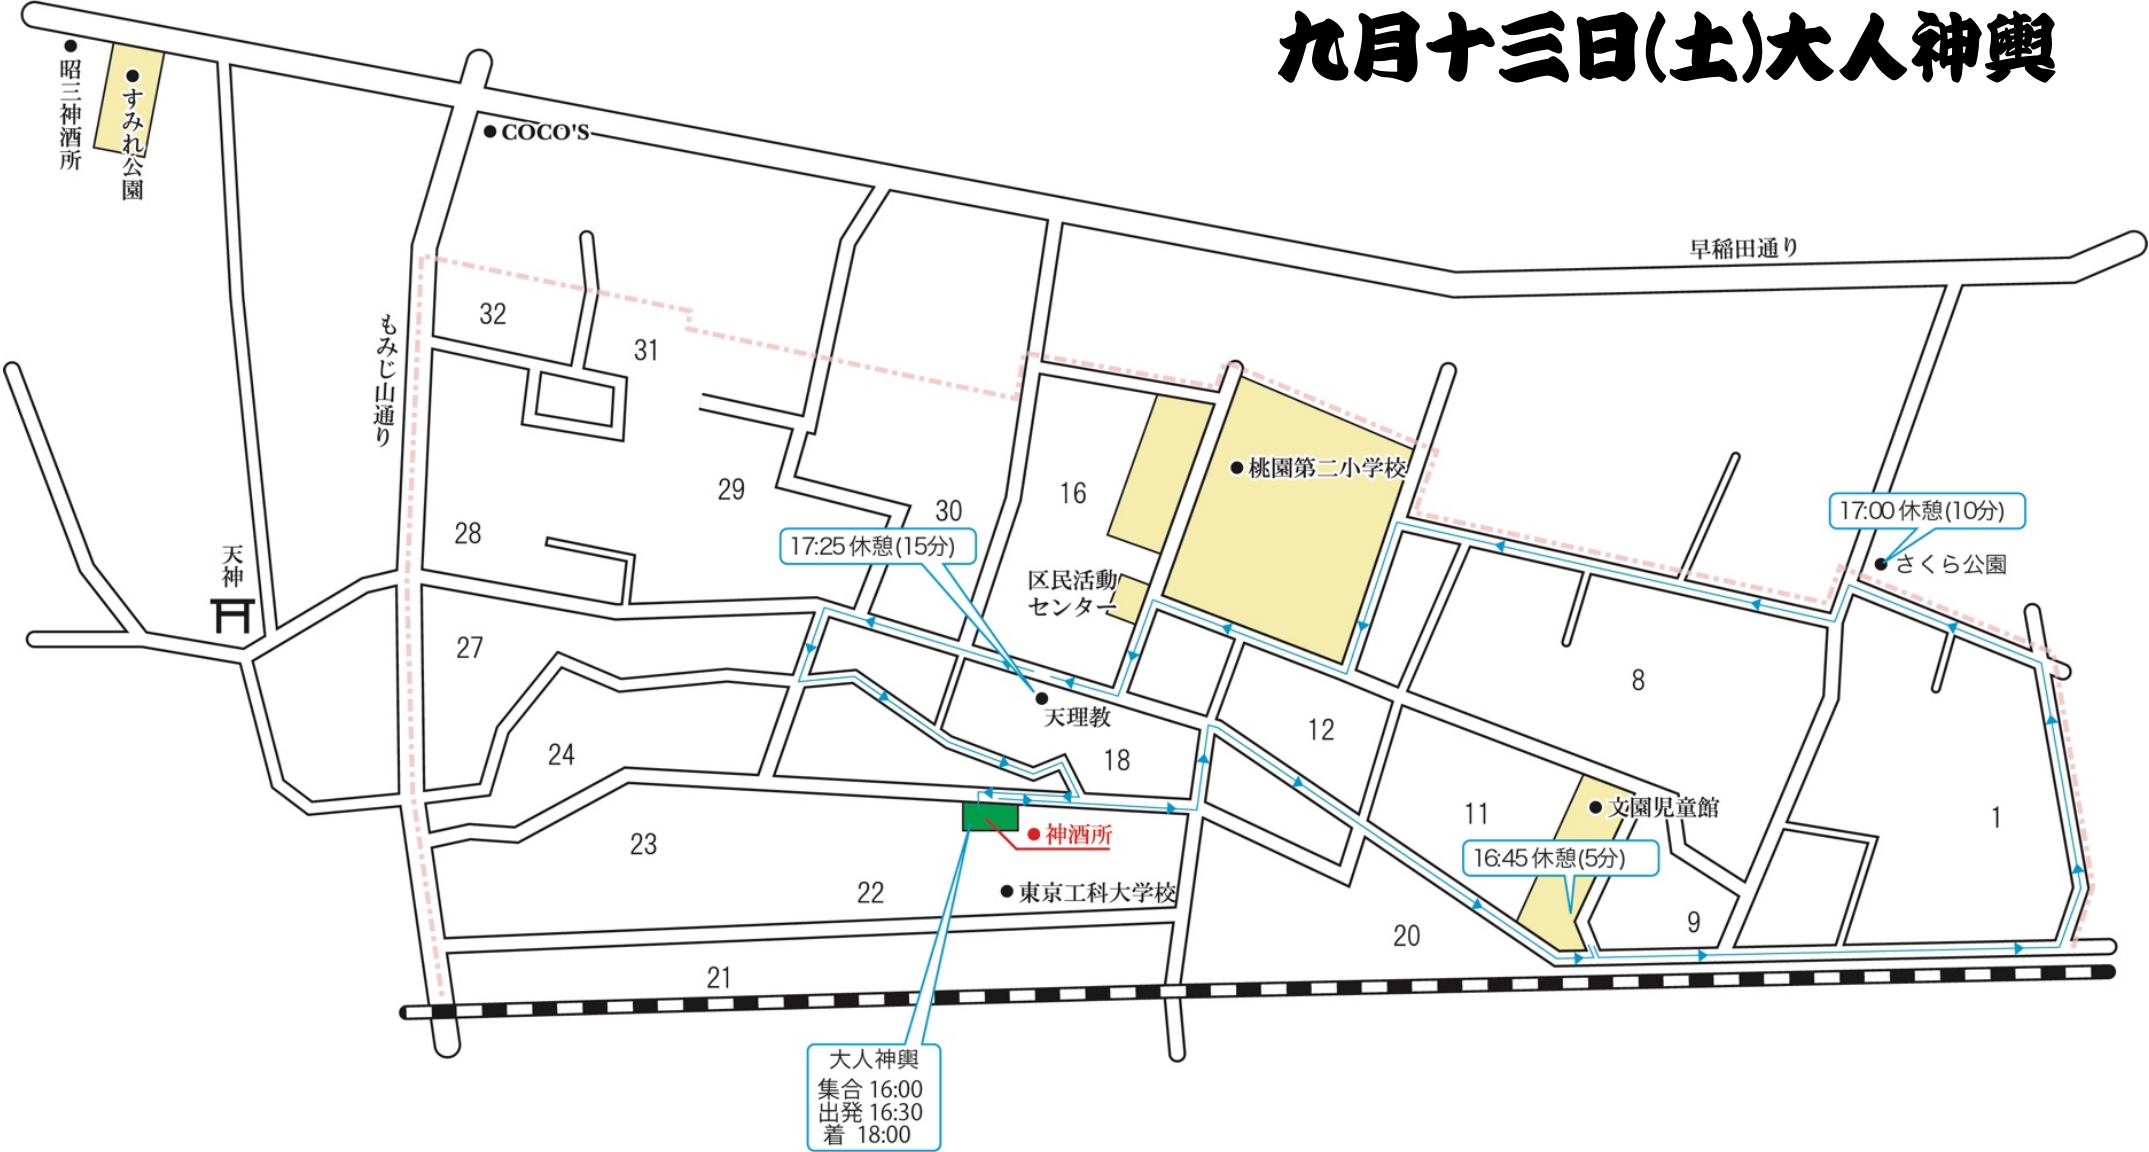 九月十三日(土)大人神輿
昭三神酒所
すみれ公園
COCO'S
早稲田通り
もみじ山通り
32
31
29
30
16
28
桃園第二小学校
17:00 休憩(10分)
さくら公園
17:25 休憩(15分)
天神
区民活動
センター
27
8
天理教
12
18
24
11
文園児童館
1
神酒所
23
16:45 休憩(5分)
22
東京工科大学校
9
20
21
大人神輿
集合 16:00
出発 16:30
着 18:00